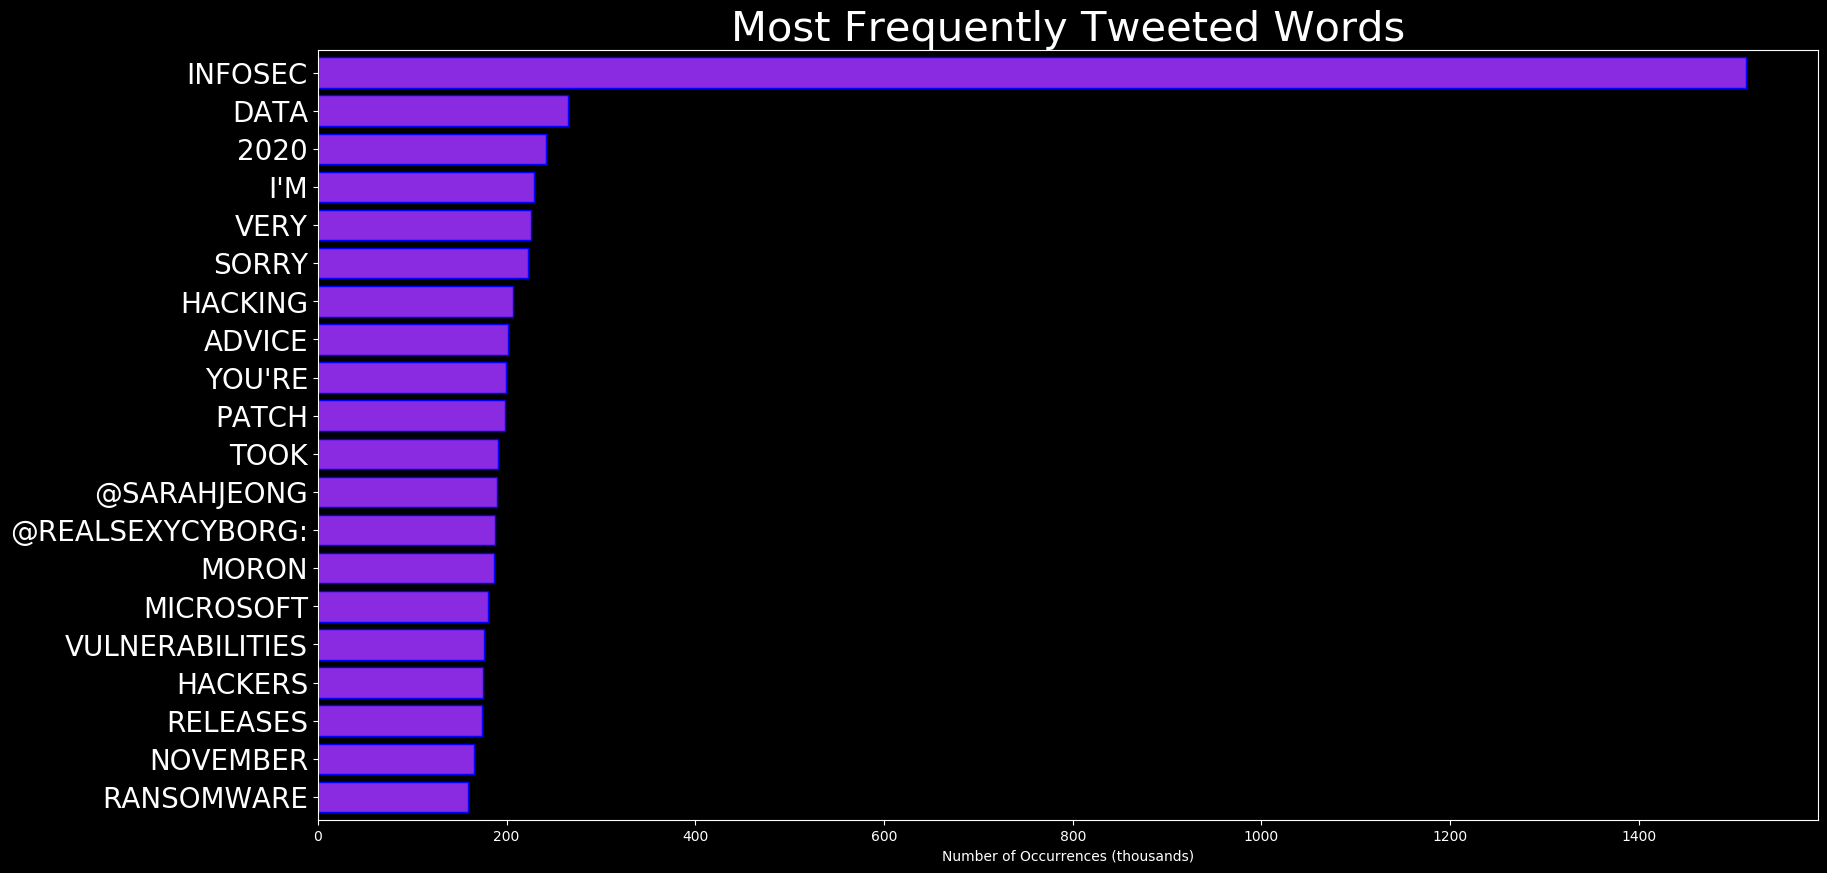 Most Frequently Tweeted Words
INFOSEC
DATA
2020
I'M
VERY
SORRY
HACKING
ADVICE
YOU'RE
PATCH
TOOK
@SARAHJEONG
@REALSEXYCYBORG:
MORON
MICROSOFT
VULNERABILITIES
HACKERS
RELEASES
NOVEMBER
RANSOMWARE
0 200 400 600 800 1000 1200 1400
Number of Occurrences (thousands)